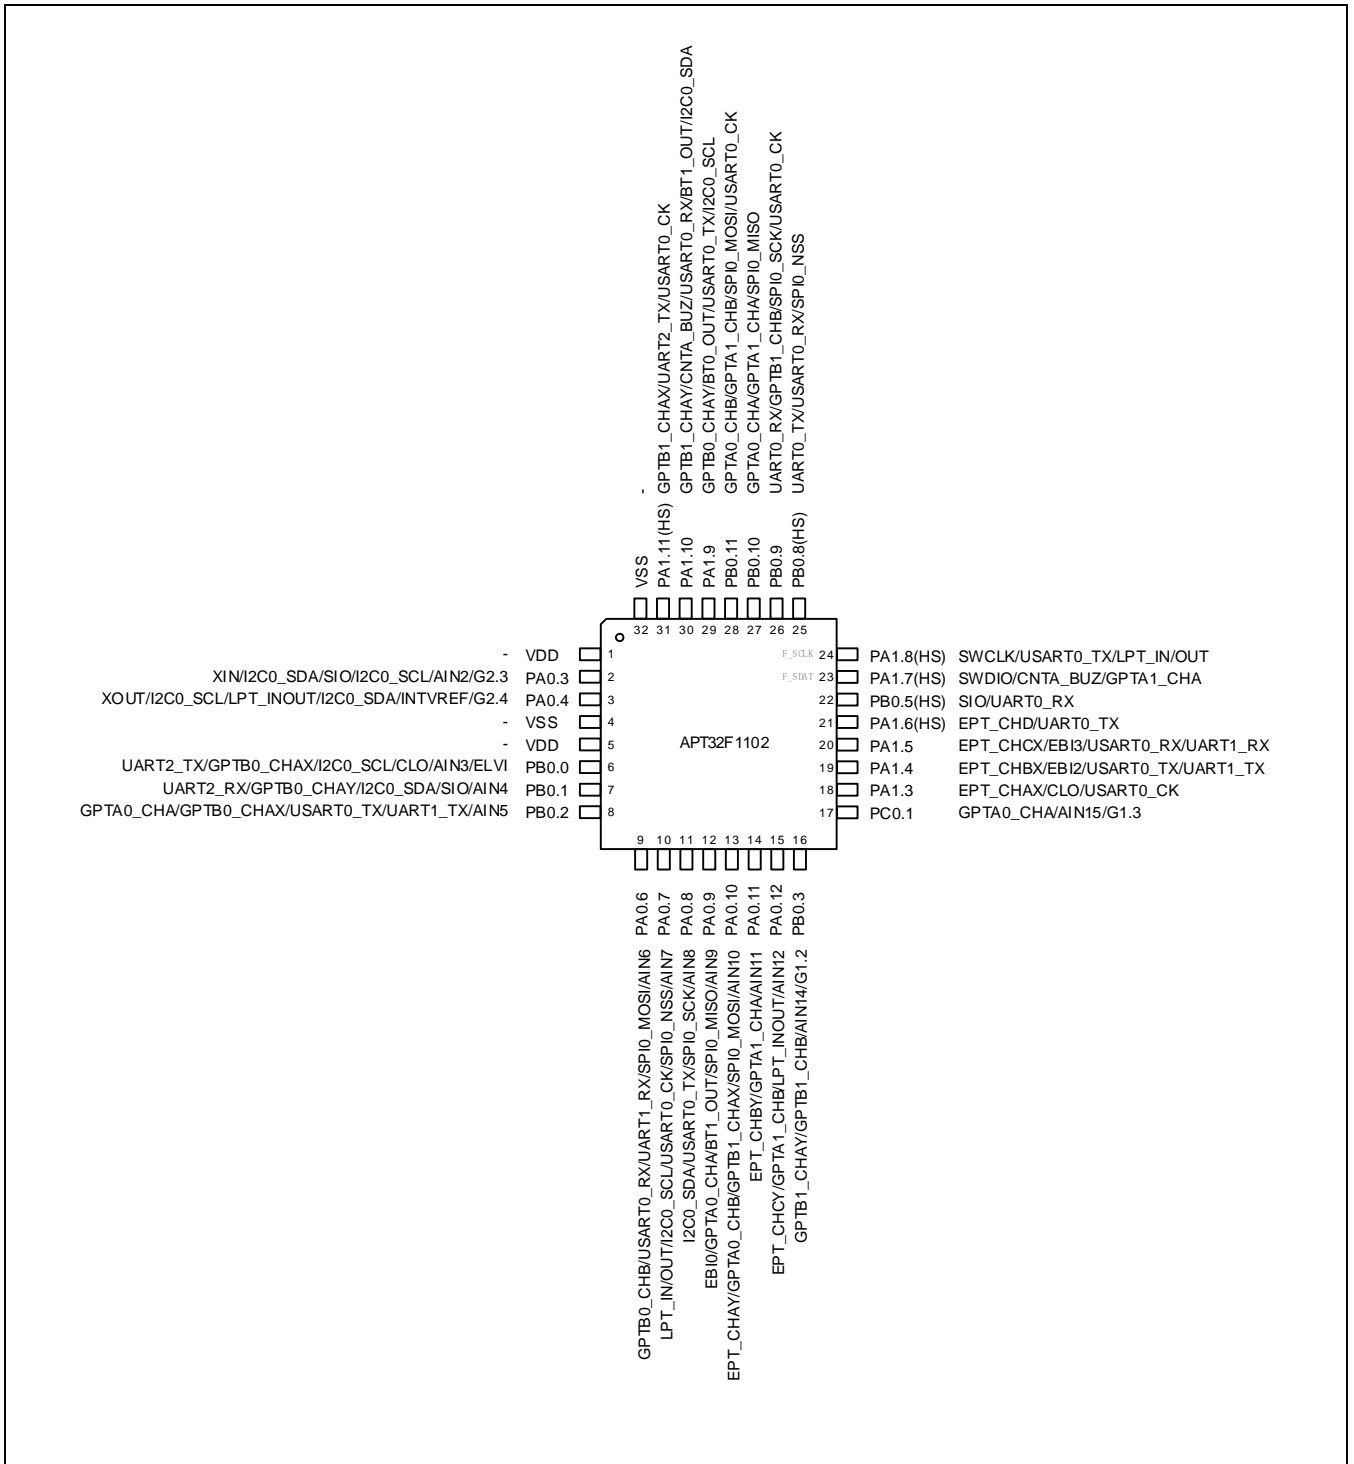 GPTB1_CHAX/UART2_TX/USART0_CK
GPTB1_CHAY/CNTA_BUZ/USART0_RX/BT1_OUT/I2C0_SDA
GPTB0_CHAY/BT0_OUT/USART0_TX/I2C0_SCL
GPTA0_CHB/GPTA1_CHB/SPI0_MOSI/USART0_CK
GPTA0_CHA/GPTA1_CHA/SPI0_MISO
UART0_RX/GPTB1_CHB/SPI0_SCK/USART0_CK
UART0_TX/USART0_RX/SPI0_NSS
-
VSS
PA1.11(HS)
PA1.10
PA1.9
PB0.11
PB0.10
PB0.9
PB0.8(HS)
32 31 30 29 28 27 26 25
- VDD 1
XIN/I2C0_SDA/SIO/I2C0_SCL/AIN2/G2.3 PA0.3 2
XOUT/I2C0_SCL/LPT_INOUT/I2C0_SDA/INTVREF/G2.4 PA0.4 3
- VSS 4
- VDD 5
UART2_TX/GPTB0_CHAX/I2C0_SCL/CLO/AIN3/ELVI PB0.0 6
UART2_RX/GPTB0_CHAY/I2C0_SDA/SIO/AIN4 PB0.1 7
GPTA0_CHA/GPTB0_CHAX/USART0_TX/UART1_TX/AIN5 PB0.2 8
APT32F1102
F_SCLK 24 PA1.8(HS) SWCLK/USART0_TX/LPT_IN/OUT
F_SDAT 23 PA1.7(HS) SWDIO/CNTA_BUZ/GPTA1_CHA
22 PB0.5(HS) SIO/UART0_RX
21 PA1.6(HS) EPT_CHD/UART0_TX
20 PA1.5 EPT_CHCX/EBI3/USART0_RX/UART1_RX
19 PA1.4 EPT_CHBX/EBI2/USART0_TX/UART1_TX
18 PA1.3 EPT_CHAX/CLO/USART0_CK
17 PC0.1 GPTA0_CHA/AIN15/G1.3
9 10 11 12 13 14 15 16
PA0.6
PA0.7
PA0.8
PA0.9
PA0.10
PA0.11
PA0.12
PB0.3
GPTB0_CHB/USART0_RX/UART1_RX/SPI0_MOSI/AIN6
LPT_IN/OUT/I2C0_SCL/USART0_CK/SPI0_NSS/AIN7
I2C0_SDA/USART0_TX/SPI0_SCK/AIN8
EBI0/GPTA0_CHA/BT1_OUT/SPI0_MISO/AIN9
EPT_CHAY/GPTA0_CHB/GPTB1_CHAX/SPI0_MOSI/AIN10
EPT_CHBY/GPTA1_CHA/AIN11
EPT_CHCY/GPTA1_CHB/LPT_INOUT/AIN12
GPTB1_CHAY/GPTB1_CHB/AIN14/G1.2